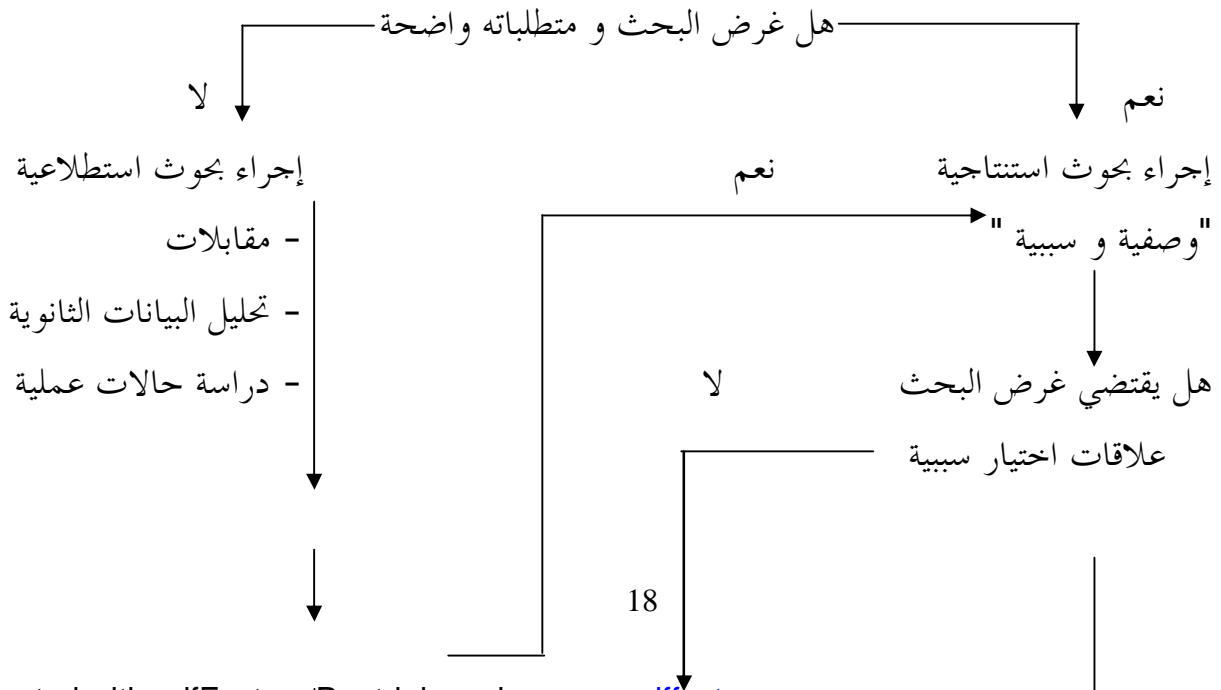 هل غرض البحث و متطلباته واضحة
نعم
لا
إجراء بحوث استنتاجية
نعم
إجراء بحوث استطلاعية
"وصفية و سببية "
- مقابلات
- تحليل البيانات الثانوية
هل يقتضي غرض البحث
لا
- دراسة حالات عملية
علاقات اختيار سببية
18